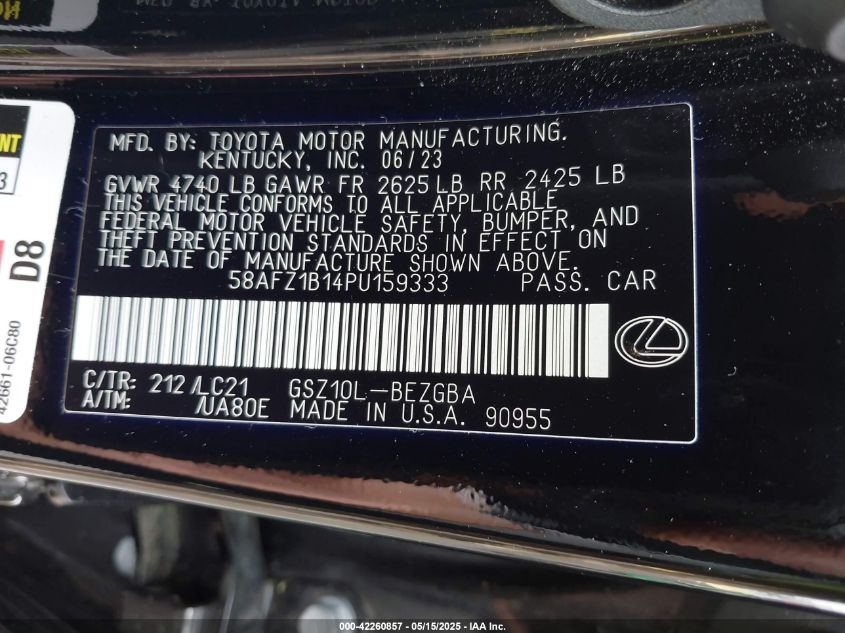 MFD. BY: TOYOTA MOTOR MANUFACTURING.
KENTUCKY, INC. 06/23
GVWR 4740 LB GAWR FR 2625 LB RR 2425 LB
THIS VEHICLE CONFORMS TO ALL APPLICABLE
FEDERAL MOTOR VEHICLE SAFETY, BUMPER, AND
THEFT PREVENTION STANDARDS IN EFFECT ON
THE DATE OF MANUFACTURE SHOWN ABOVE.
58AFZ1B14PU159333 PASS. CAR
C/TR: 212/LC21 GSZ10L-BEZGBA
A/TM: /UA80E MADE IN U.S.A. 90955
D8
42661-06C80
000-42260857 - 05/15/2025 - IAA Inc.